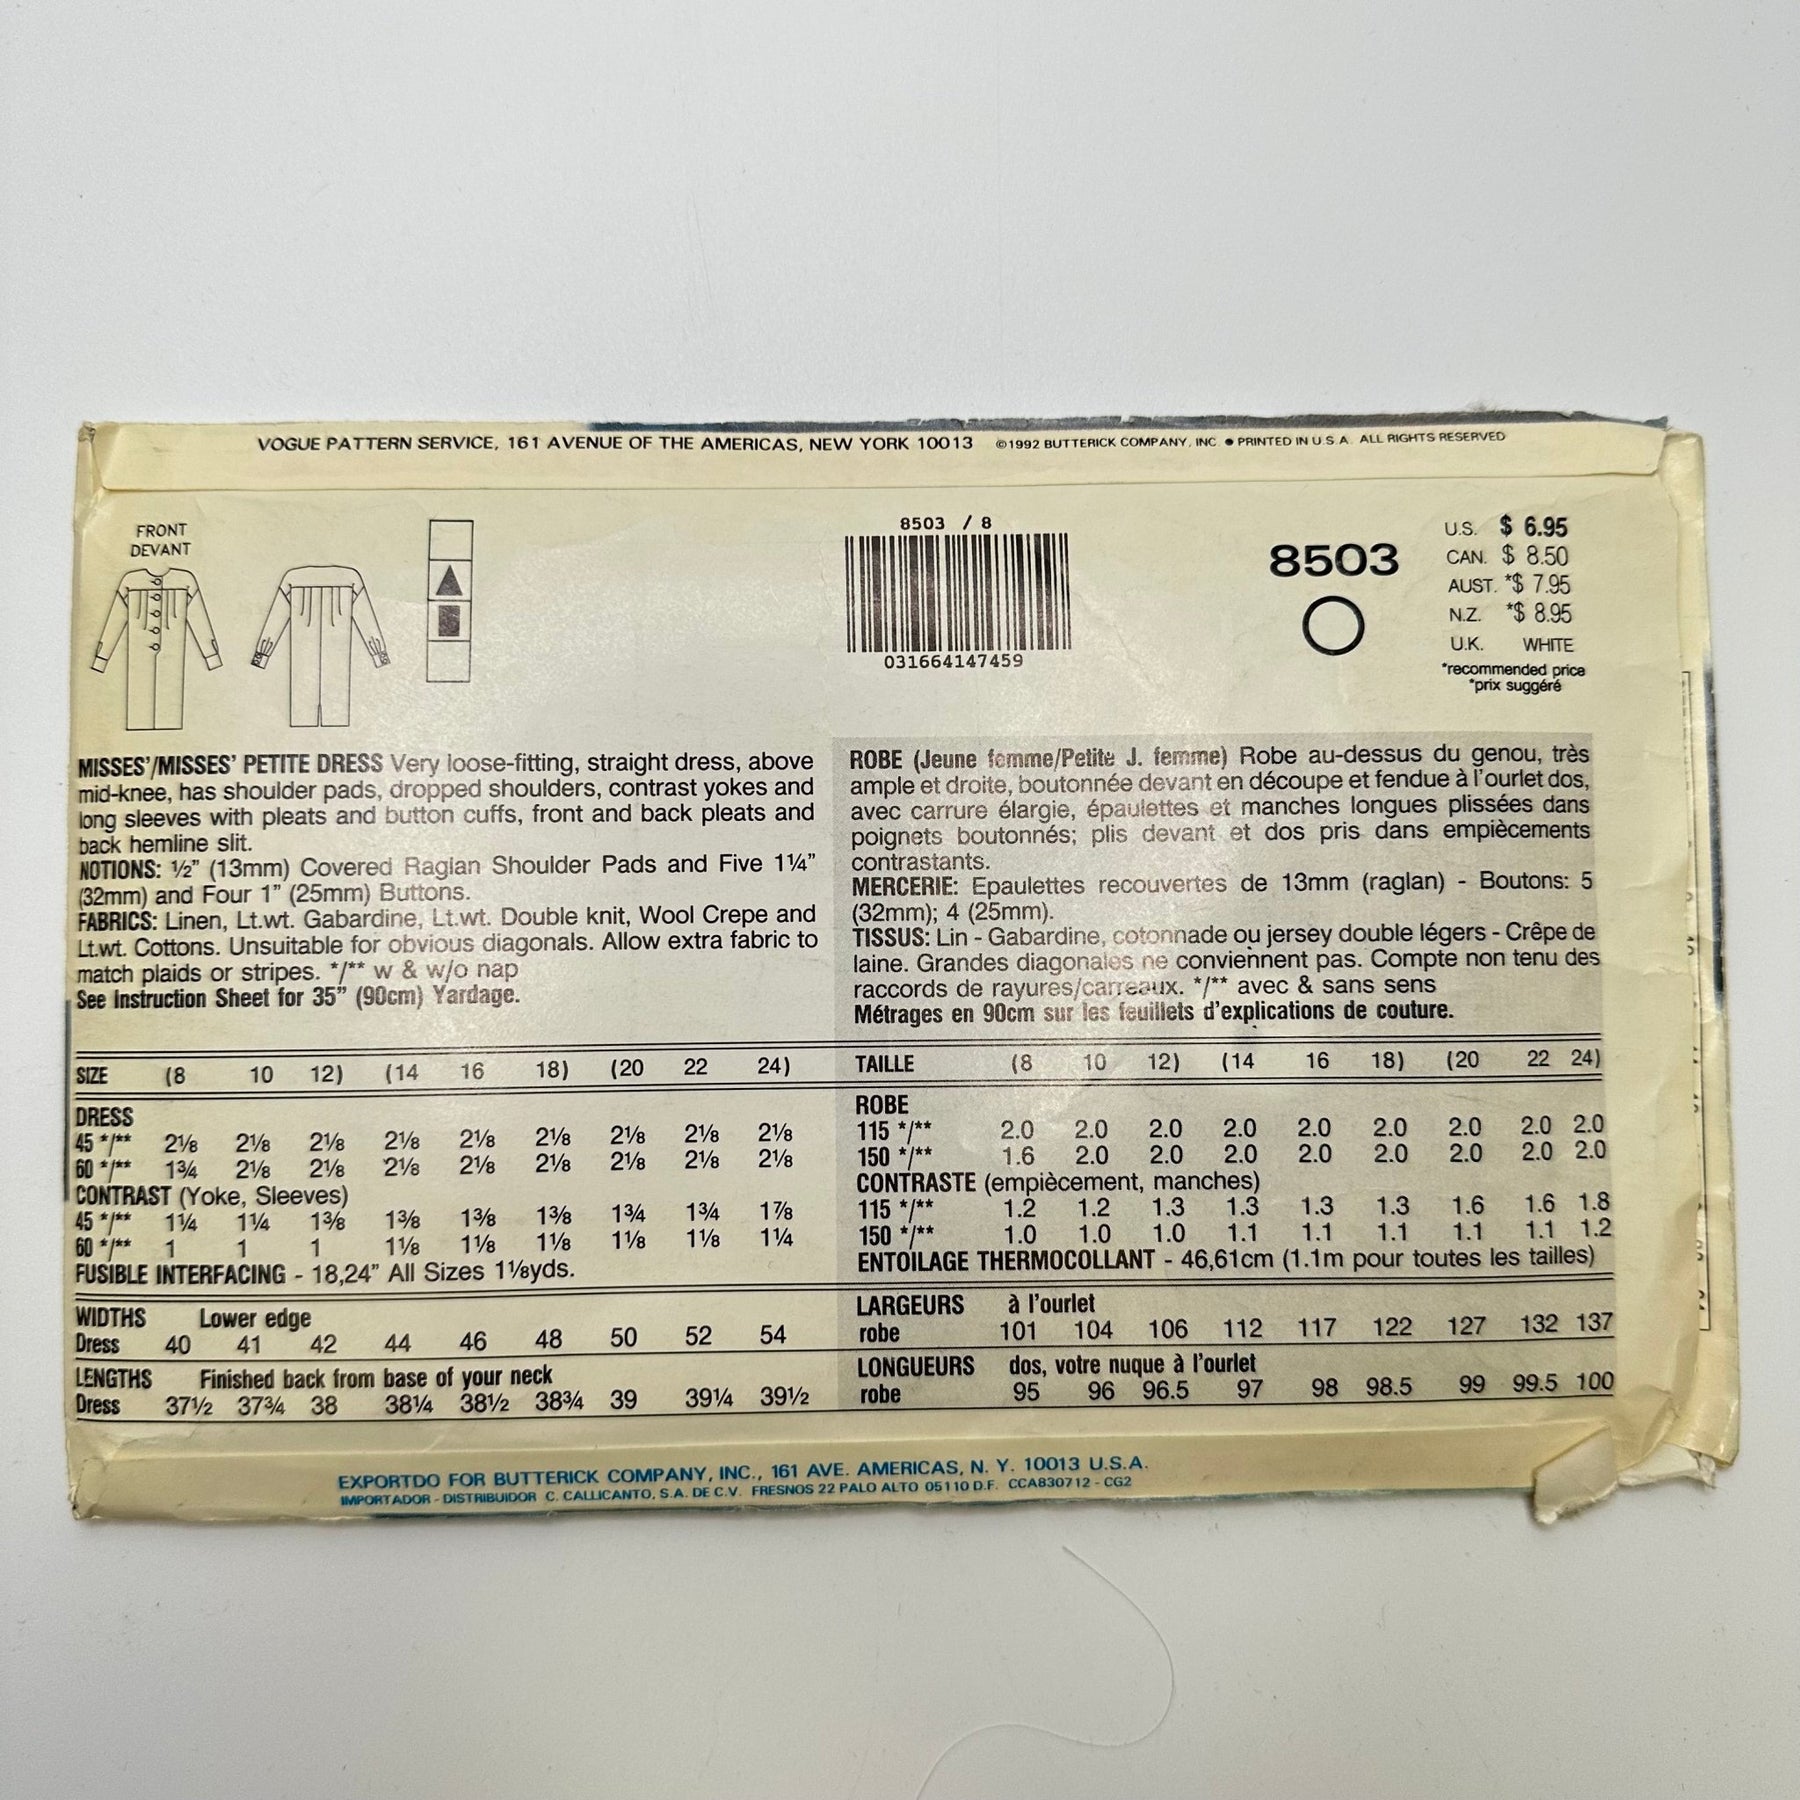 VOGUE PATTERN SERVICE, 161 AVENUE OF THE AMERICAS, NEW YORK 10013 ©1992 BUTTERICK COMPANY, INC. ● PRINTED IN U.S.A. ALL RIGHTS RESERVED
FRONT
DEVANT
8503 / 8
031664147459
8503
U.S. $ 6.95
CAN. $ 8.50
AUST. *$ 7.95
N.Z. *$ 8.95
U.K. WHITE
*recommended price
*prix suggéré
MISSES'/MISSES' PETITE DRESS Very loose-fitting, straight dress, above
mid-knee, has shoulder pads, dropped shoulders, contrast yokes and
long sleeves with pleats and button cuffs, front and back pleats and
back hemline slit.
NOTIONS: ½" (13mm) Covered Raglan Shoulder Pads and Five 1¼"
(32mm) and Four 1" (25mm) Buttons.
FABRICS: Linen, Lt.wt. Gabardine, Lt.wt. Double knit, Wool Crepe and
Lt.wt. Cottons. Unsuitable for obvious diagonals. Allow extra fabric to
match plaids or stripes. */** w & w/o nap
See Instruction Sheet for 35" (90cm) Yardage.
SIZE (8 10 12) (14 16 18) (20 22 24)
DRESS
45 */** 2⅛ 2⅛ 2⅛ 2⅛ 2⅛ 2⅛ 2⅛ 2⅛ 2⅛
60 */** 1¾ 2⅛ 2⅛ 2⅛ 2⅛ 2⅛ 2⅛ 2⅛ 2⅛
CONTRAST (Yoke, Sleeves)
45 */** 1¼ 1¼ 1⅜ 1⅜ 1⅜ 1⅜ 1¾ 1¾ 1⅞
60 */** 1 1 1 1⅛ 1⅛ 1⅛ 1⅛ 1⅛ 1¼
FUSIBLE INTERFACING - 18,24" All Sizes 1⅛yds.
WIDTHS Lower edge
Dress 40 41 42 44 46 48 50 52 54
LENGTHS Finished back from base of your neck
Dress 37½ 37¾ 38 38¼ 38½ 38¾ 39 39¼ 39½
ROBE (Jeune femme/Petite J. femme) Robe au-dessus du genou, très
ample et droite, boutonnée devant en découpe et fendue à l'ourlet dos,
avec carrure élargie, épaulettes et manches longues plissées dans
poignets boutonnés; plis devant et dos pris dans empiècements
contrastants.
MERCERIE: Epaulettes recouvertes de 13mm (raglan) - Boutons: 5
(32mm); 4 (25mm).
TISSUS: Lin - Gabardine, cotonnade ou jersey double légers - Crêpe de
laine. Grandes diagonales ne conviennent pas. Compte non tenu des
raccords de rayures/carreaux. */** avec & sans sens
Métrages en 90cm sur les feuillets d'explications de couture.
TAILLE (8 10 12) (14 16 18) (20 22 24)
ROBE
115 */** 2.0 2.0 2.0 2.0 2.0 2.0 2.0 2.0 2.0
150 */** 1.6 2.0 2.0 2.0 2.0 2.0 2.0 2.0 2.0
CONTRASTE (empiècement, manches)
115 */** 1.2 1.2 1.3 1.3 1.3 1.3 1.6 1.6 1.8
150 */** 1.0 1.0 1.0 1.1 1.1 1.1 1.1 1.1 1.2
ENTOILAGE THERMOCOLLANT - 46,61cm (1.1m pour toutes les tailles)
LARGEURS à l'ourlet
robe 101 104 106 112 117 122 127 132 137
LONGUEURS dos, votre nuque à l'ourlet
robe 95 96 96.5 97 98 98.5 99 99.5 100
EXPORTDO FOR BUTTERICK COMPANY, INC., 161 AVE. AMERICAS, N. Y. 10013 U.S.A.
IMPORTADOR - DISTRIBUIDOR C. CALLICANTO, S.A. DE C.V. FRESNOS 22 PALO ALTO 05110 D.F. CCA830712 - CG2